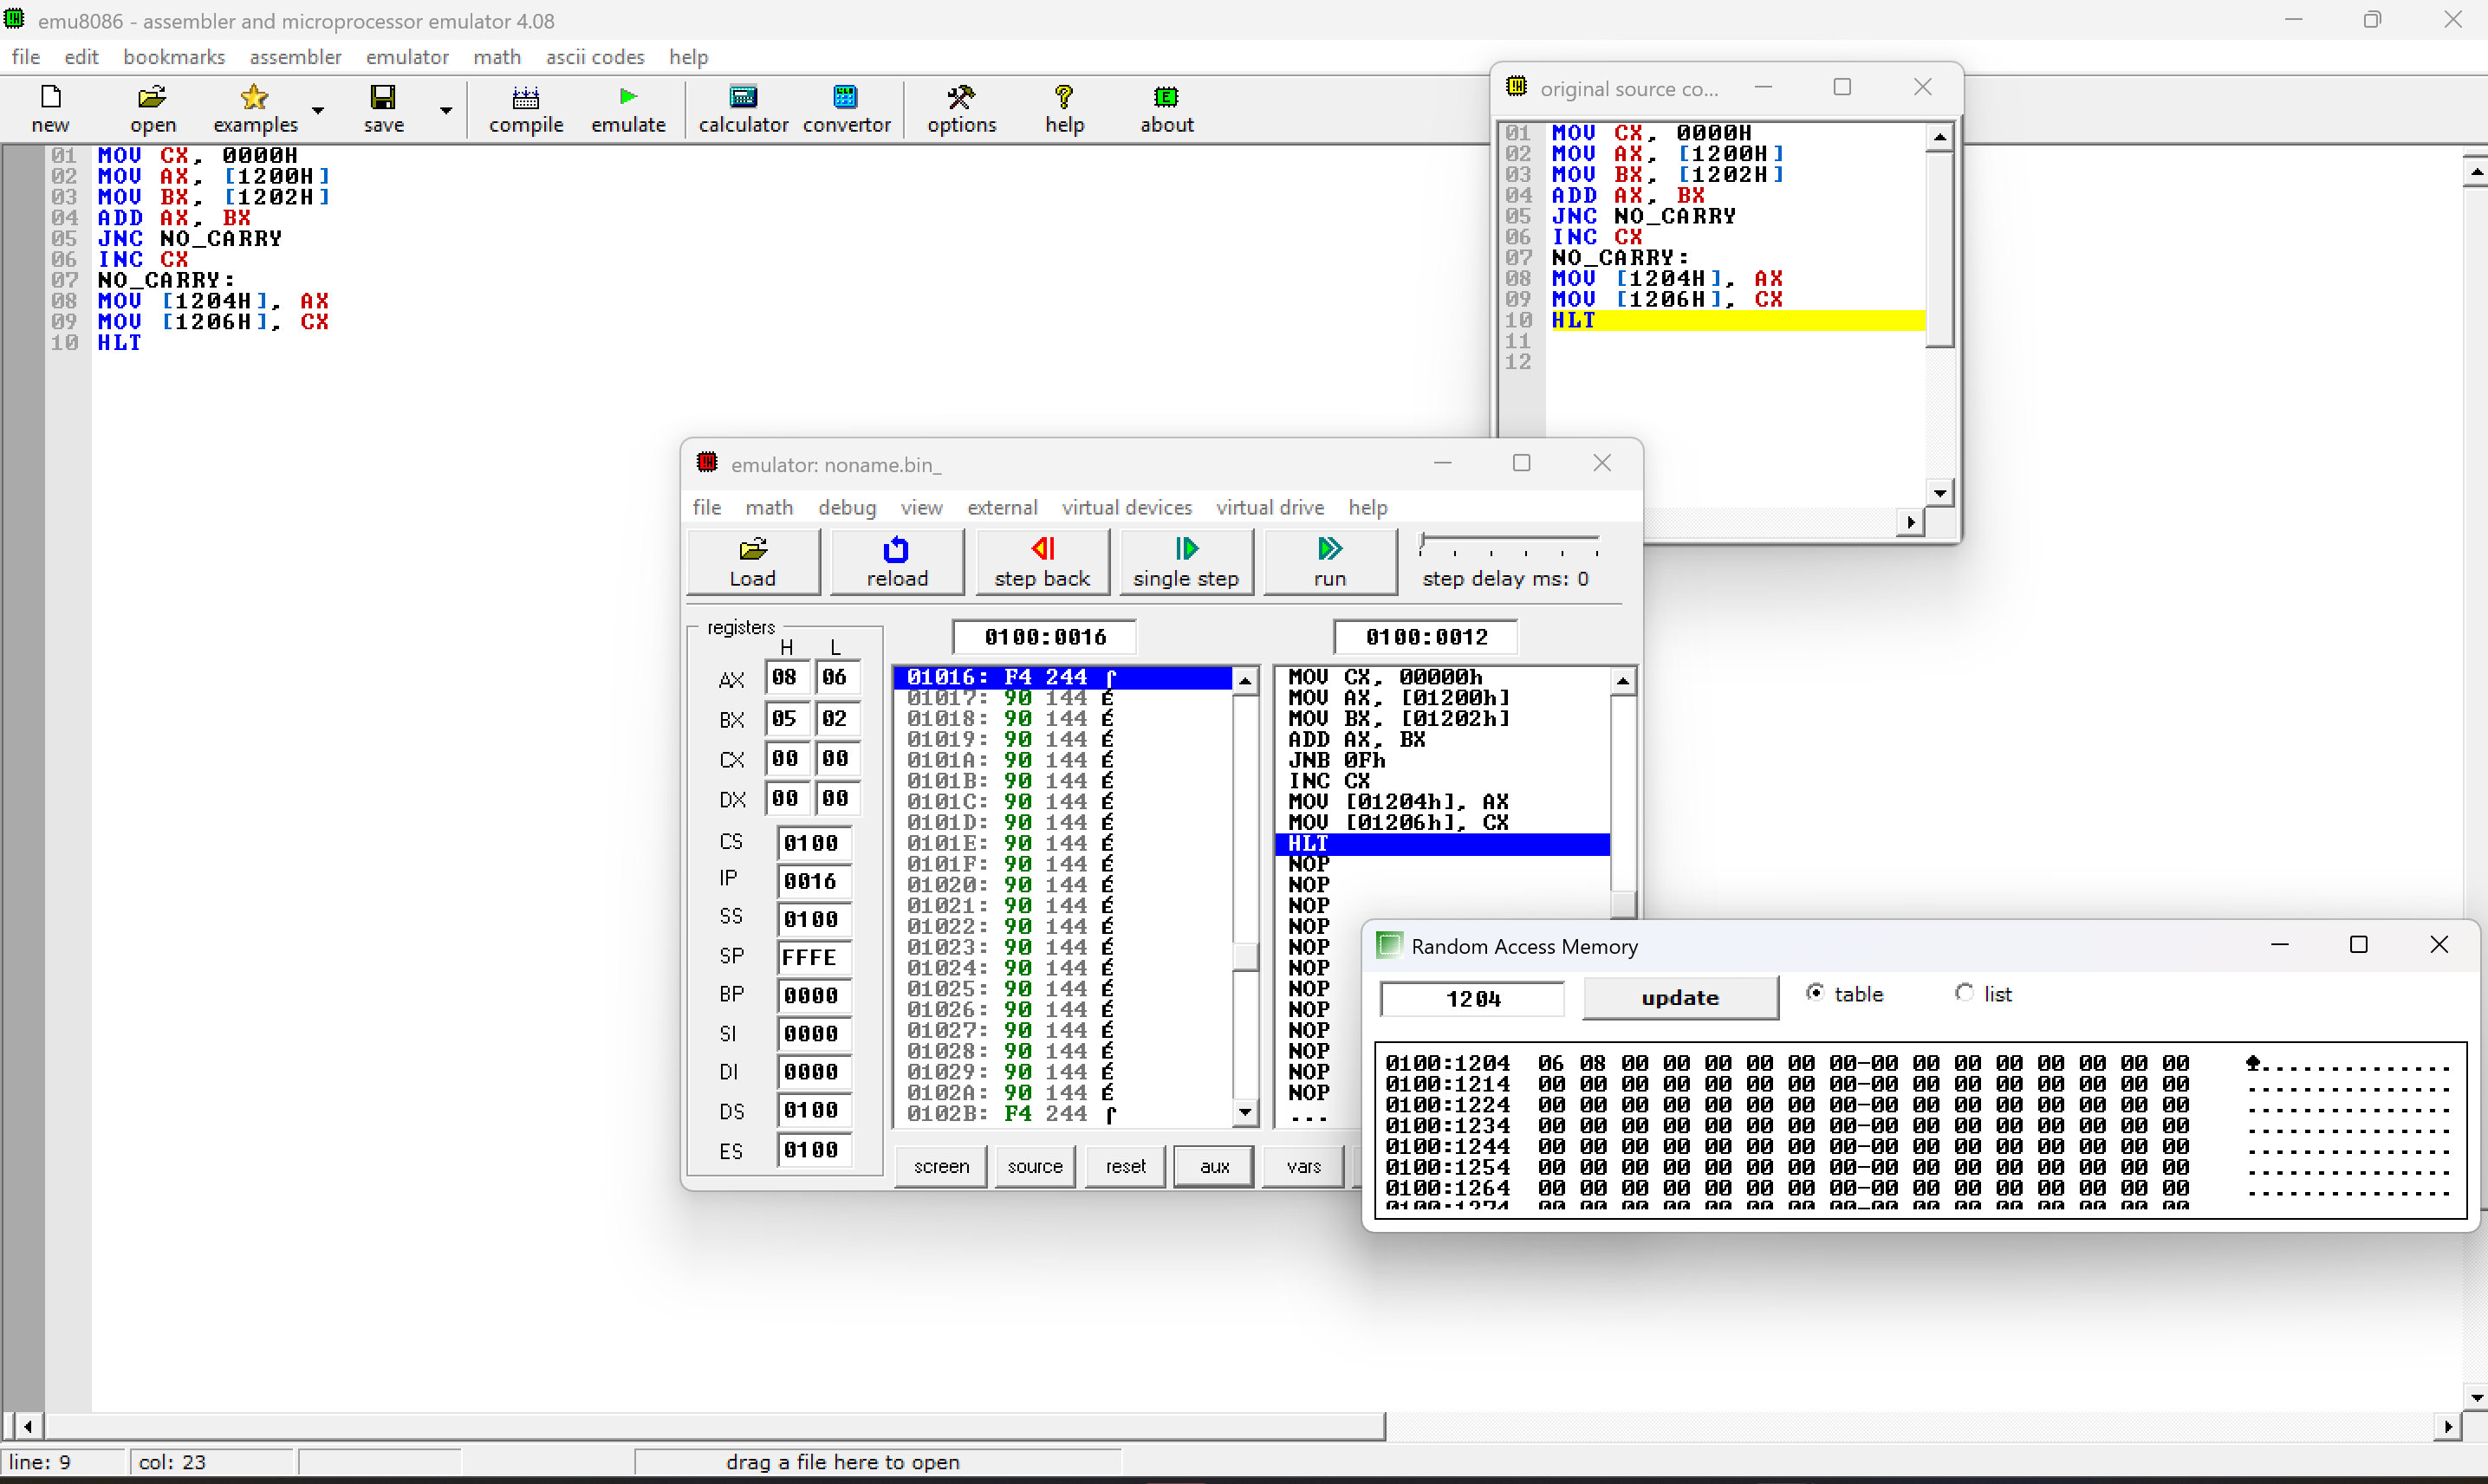 emu8086 - assembler and microprocessor emulator 4.08
file edit bookmarks assembler emulator math ascii codes help
new open examples save compile emulate calculator convertor options help about
01 MOV CX, 0000H
02 MOV AX, [1200H]
03 MOV BX, [1202H]
04 ADD AX, BX
05 JNC NO_CARRY
06 INC CX
07 NO_CARRY:
08 MOV [1204H], AX
09 MOV [1206H], CX
10 HLT
original source co...
01 MOV CX, 0000H
02 MOV AX, [1200H]
03 MOV BX, [1202H]
04 ADD AX, BX
05 JNC NO_CARRY
06 INC CX
07 NO_CARRY:
08 MOV [1204H], AX
09 MOV [1206H], CX
10 HLT
11
12
emulator: noname.bin_
file math debug view external virtual devices virtual drive help
Load reload step back single step run step delay ms: 0
registers
H L
AX 08 06
BX 05 02
CX 00 00
DX 00 00
CS 0100
IP 0016
SS 0100
SP FFFE
BP 0000
SI 0000
DI 0000
DS 0100
ES 0100
0100:0016
01016: F4 244 ⌠
01017: 90 144 É
01018: 90 144 É
01019: 90 144 É
0101A: 90 144 É
0101B: 90 144 É
0101C: 90 144 É
0101D: 90 144 É
0101E: 90 144 É
0101F: 90 144 É
01020: 90 144 É
01021: 90 144 É
01022: 90 144 É
01023: 90 144 É
01024: 90 144 É
01025: 90 144 É
01026: 90 144 É
01027: 90 144 É
01028: 90 144 É
01029: 90 144 É
0102A: 90 144 É
0102B: F4 244 ⌠
0100:0012
MOV CX, 00000h
MOV AX, [01200h]
MOV BX, [01202h]
ADD AX, BX
JNB 0Fh
INC CX
MOV [01204h], AX
MOV [01206h], CX
HLT
NOP
NOP
NOP
NOP
NOP
NOP
NOP
NOP
NOP
NOP
NOP
NOP
...
screen source reset aux vars
Random Access Memory
1204 update table list
0100:1204 06 08 00 00 00 00 00 00-00 00 00 00 00 00 00 00 ♠..............
0100:1214 00 00 00 00 00 00 00 00-00 00 00 00 00 00 00 00 ...............
0100:1224 00 00 00 00 00 00 00 00-00 00 00 00 00 00 00 00 ...............
0100:1234 00 00 00 00 00 00 00 00-00 00 00 00 00 00 00 00 ...............
0100:1244 00 00 00 00 00 00 00 00-00 00 00 00 00 00 00 00 ...............
0100:1254 00 00 00 00 00 00 00 00-00 00 00 00 00 00 00 00 ...............
0100:1264 00 00 00 00 00 00 00 00-00 00 00 00 00 00 00 00 ...............
0100:1274 00 00 00 00 00 00 00 00-00 00 00 00 00 00 00 00
line: 9 col: 23 drag a file here to open